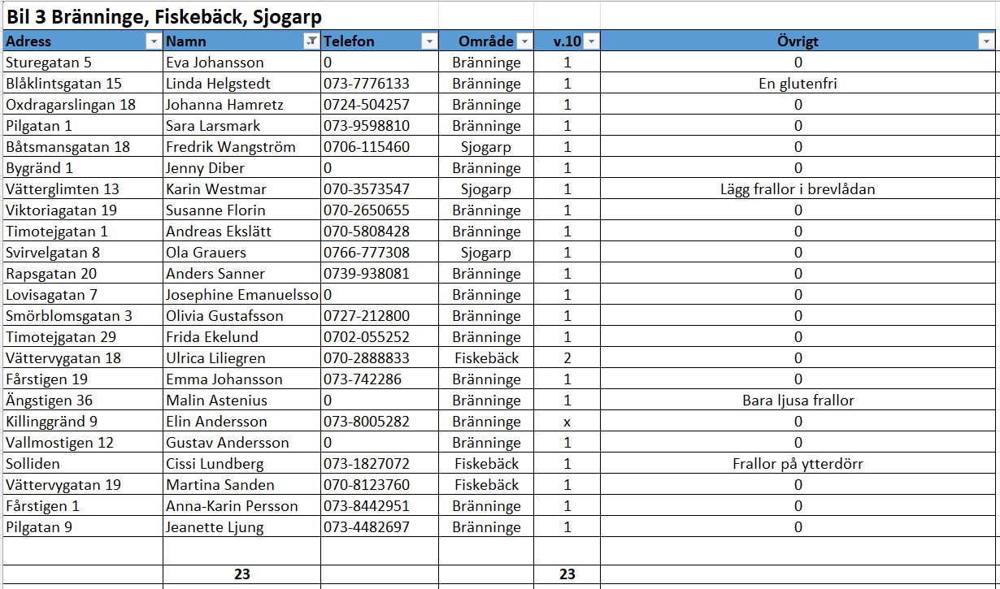 Bil 3 Bränninge, Fiskebäck, Sjogarp
Adress Namn Telefon Område v.10 Övrigt
Sturegatan 5 Eva Johansson 0 Bränninge 1 0
Blåklintsgatan 15 Linda Helgstedt 073-7776133 Bränninge 1 En glutenfri
Oxdragarslingan 18 Johanna Hamretz 0724-504257 Bränninge 1 0
Pilgatan 1 Sara Larsmark 073-9598810 Bränninge 1 0
Båtsmansgatan 18 Fredrik Wangström 0706-115460 Sjogarp 1 0
Bygränd 1 Jenny Diber 0 Bränninge 1 0
Vätterglimten 13 Karin Westmar 070-3573547 Sjogarp 1 Lägg frallor i brevlådan
Viktoriagatan 19 Susanne Florin 070-2650655 Bränninge 1 0
Timotejgatan 1 Andreas Ekslätt 070-5808428 Bränninge 1 0
Svirvelgatan 8 Ola Grauers 0766-777308 Sjogarp 1 0
Rapsgatan 20 Anders Sanner 0739-938081 Bränninge 1 0
Lovisagatan 7 Josephine Emanuelsso 0 Bränninge 1 0
Smörblomsgatan 3 Olivia Gustafsson 0727-212800 Bränninge 1 0
Timotejgatan 29 Frida Ekelund 0702-055252 Bränninge 1 0
Vättervygatan 18 Ulrica Liliegren 070-2888833 Fiskebäck 2 0
Fårstigen 19 Emma Johansson 073-742286 Bränninge 1 0
Ängstigen 36 Malin Astenius 0 Bränninge 1 Bara ljusa frallor
Killinggränd 9 Elin Andersson 073-8005282 Bränninge x 0
Vallmostigen 12 Gustav Andersson 0 Bränninge 1 0
Solliden Cissi Lundberg 073-1827072 Fiskebäck 1 Frallor på ytterdörr
Vättervygatan 19 Martina Sanden 070-8123760 Fiskebäck 1 0
Fårstigen 1 Anna-Karin Persson 073-8442951 Bränninge 1 0
Pilgatan 9 Jeanette Ljung 073-4482697 Bränninge 1 0
23 23